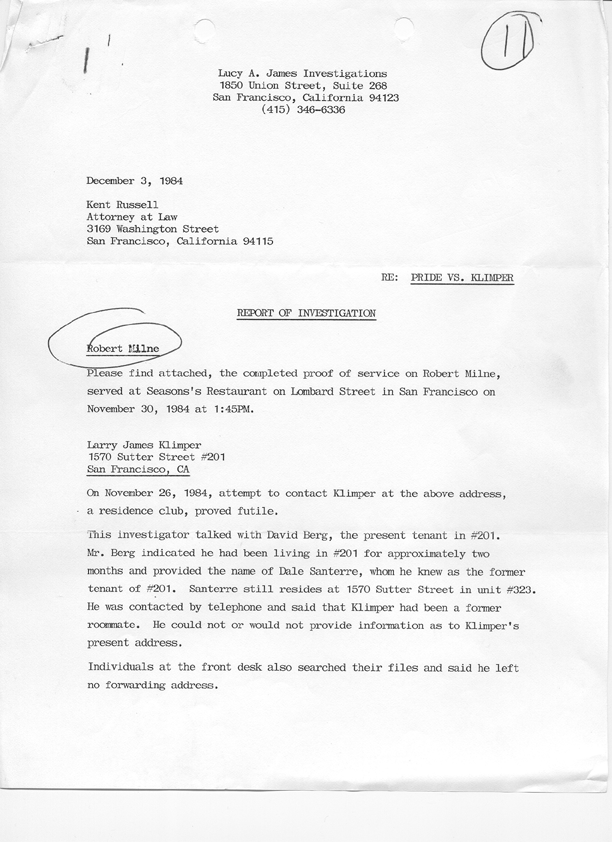 11
Lucy A. James Investigations
1850 Union Street, Suite 268
San Francisco, California 94123
(415) 346-6336
December 3, 1984
Kent Russell
Attorney at Law
3169 Washington Street
San Francisco, California 94115
RE: PRIDE VS. KLIMPER
REPORT OF INVESTIGATION
Robert Milne
Please find attached, the completed proof of service on Robert Milne,
served at Seasons's Restaurant on Lombard Street in San Francisco on
November 30, 1984 at 1:45PM.
Larry James Klimper
1570 Sutter Street #201
San Francisco, CA
On November 26, 1984, attempt to contact Klimper at the above address,
a residence club, proved futile.
This investigator talked with David Berg, the present tenant in #201.
Mr. Berg indicated he had been living in #201 for approximately two
months and provided the name of Dale Santerre, whom he knew as the former
tenant of #201. Santerre still resides at 1570 Sutter Street in unit #323.
He was contacted by telephone and said that Klimper had been a former
roommate. He could not or would not provide information as to Klimper's
present address.
Individuals at the front desk also searched their files and said he left
no forwarding address.